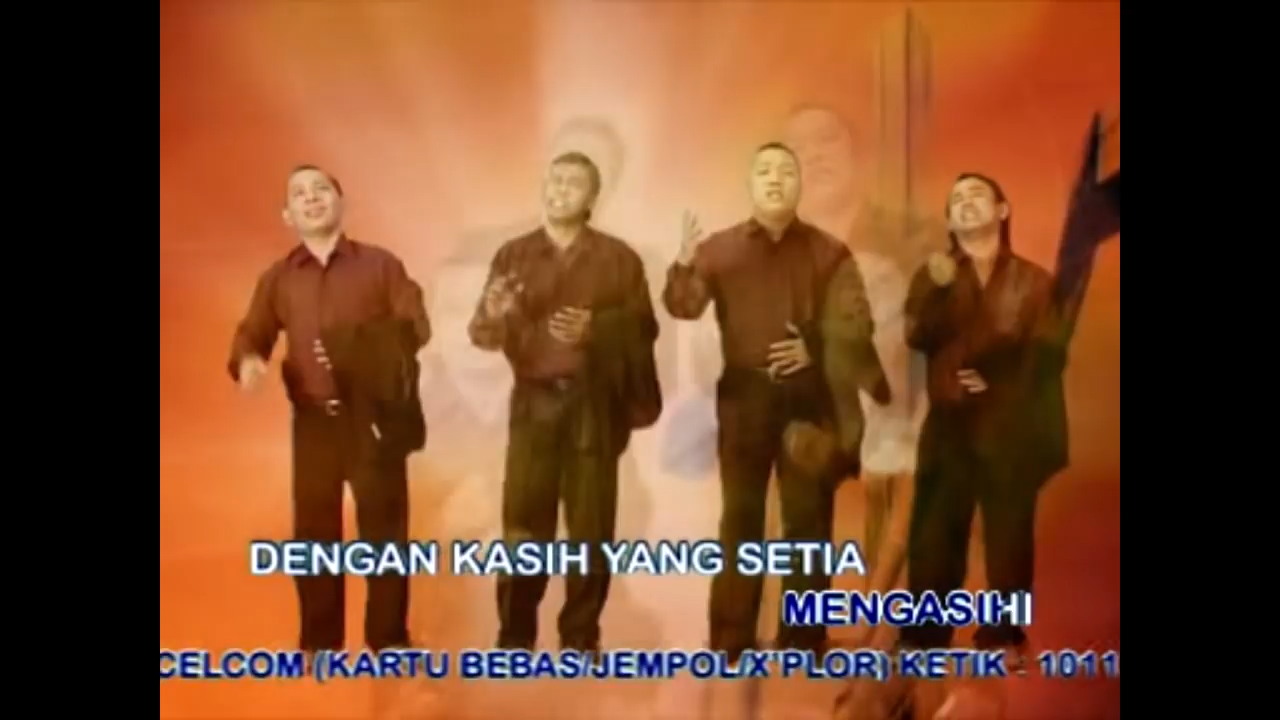 DENGAN KASIH YANG SETIA
MENGASIHI
CELCOM (KARTU BEBAS/JEMPOL/X'PLOR) KETIK - 1011